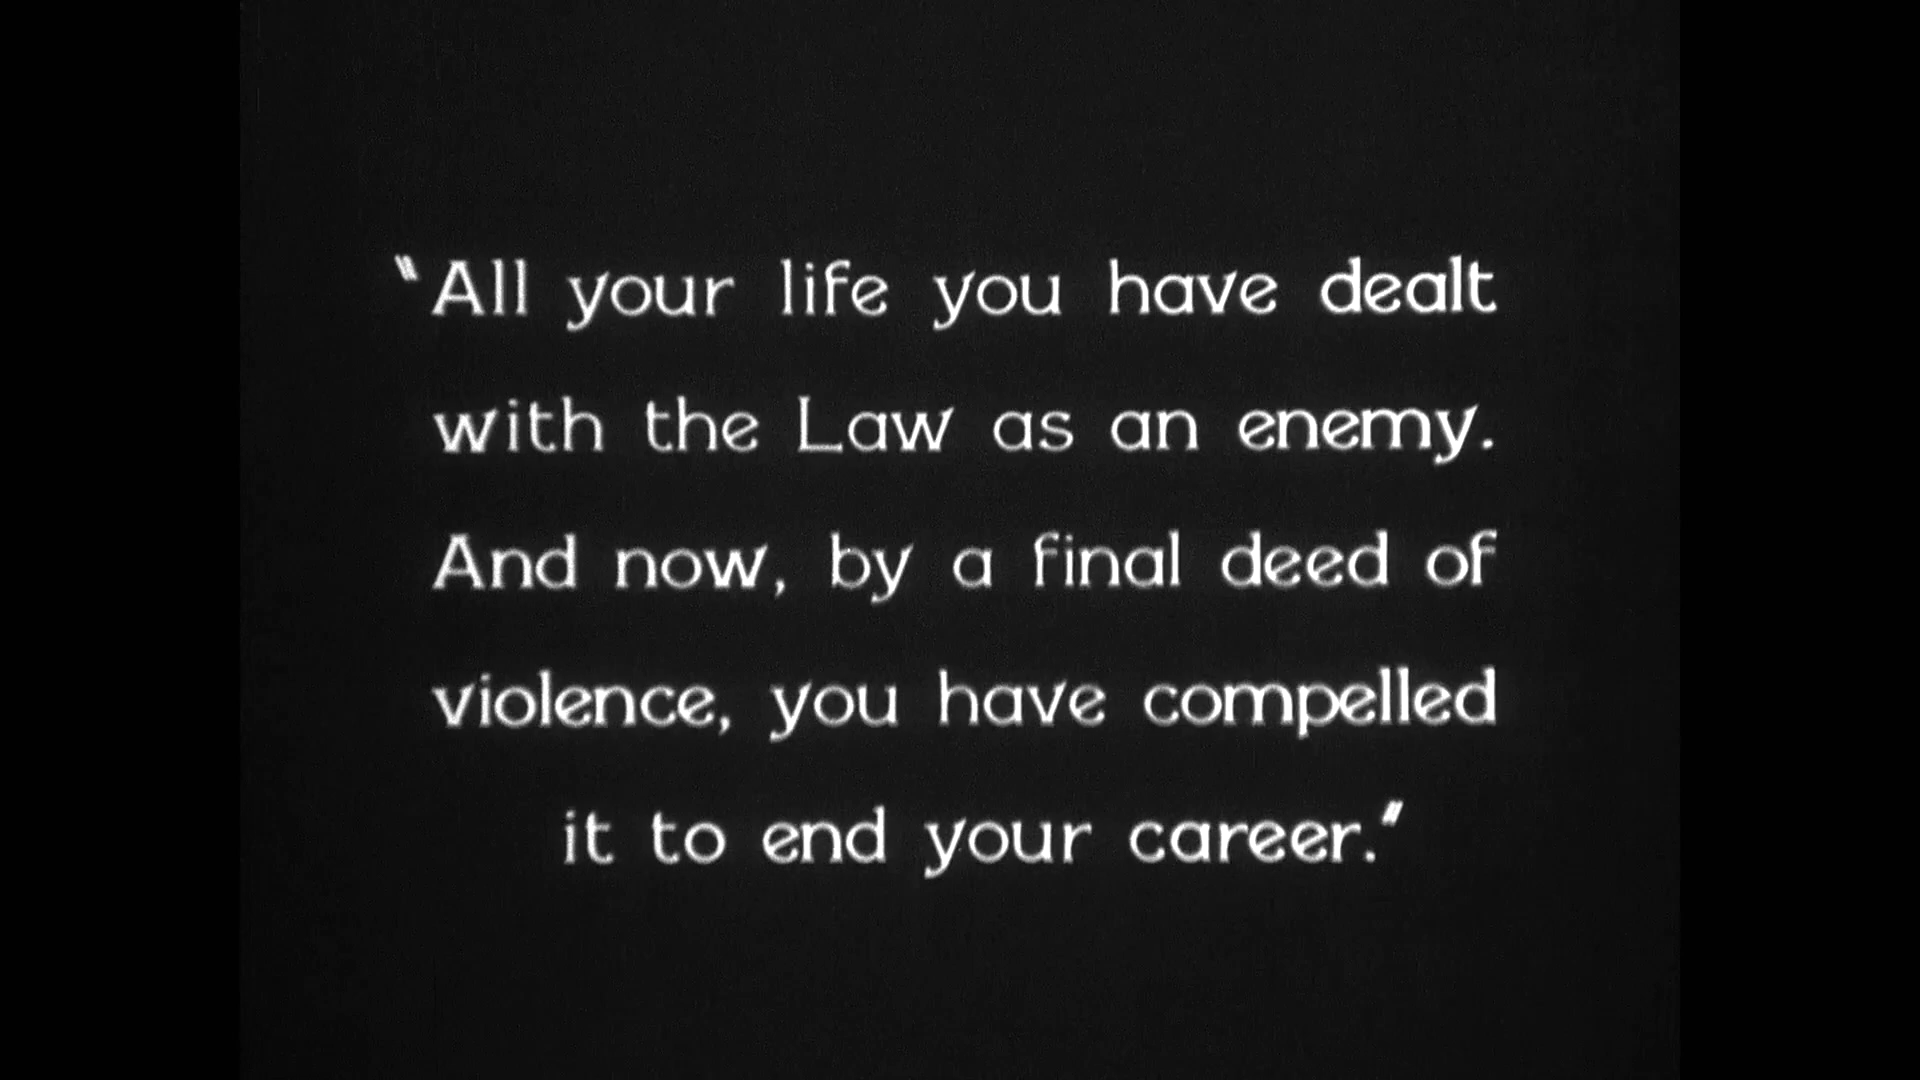 "All your life you have dealt
with the Law as an enemy.
And now, by a final deed of
violence, you have compelled
it to end your career."